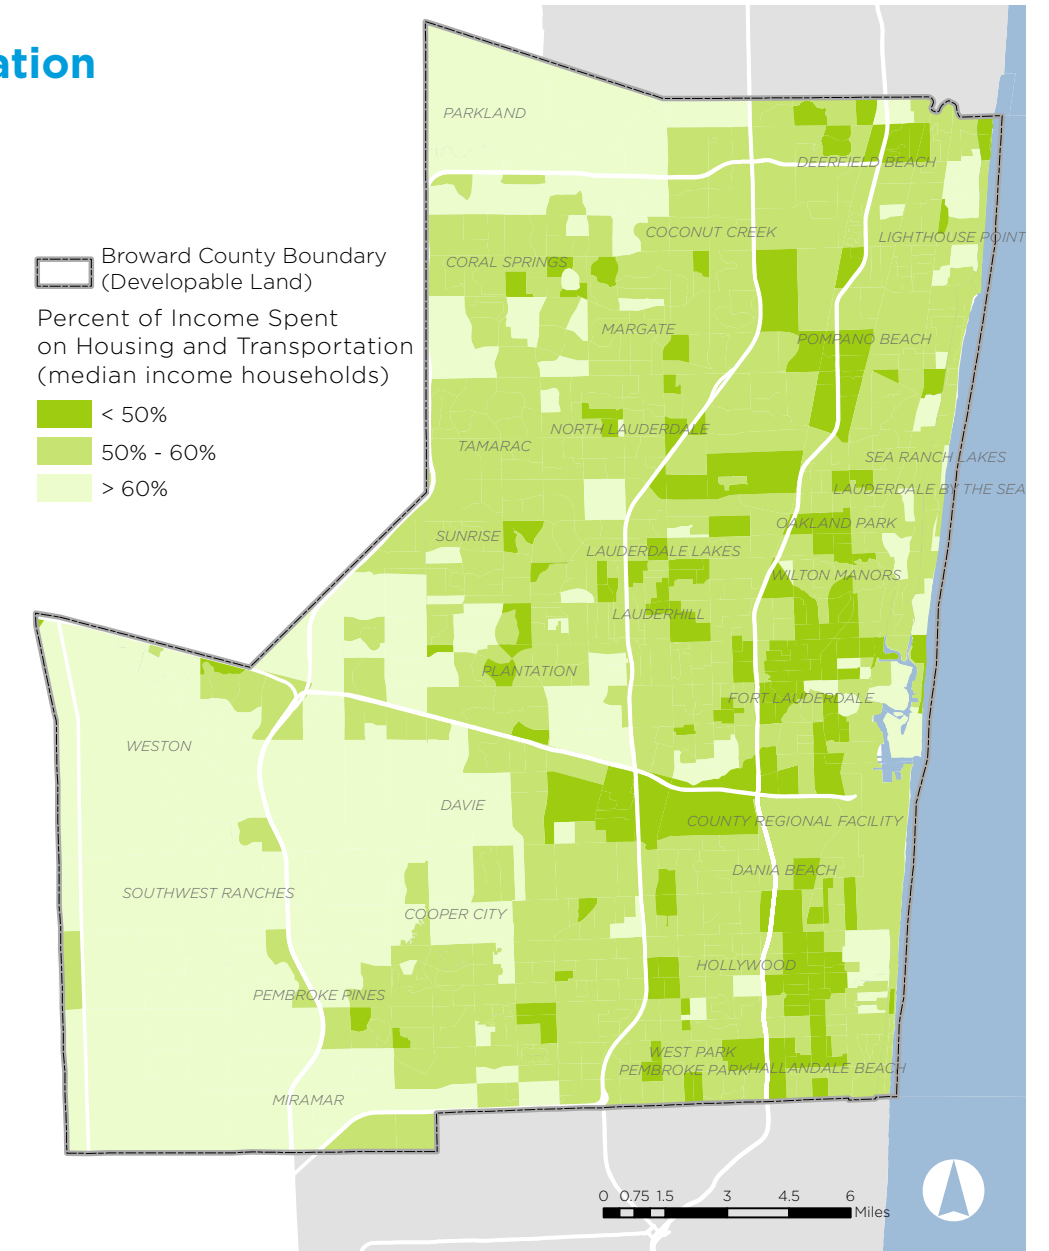 ation
Broward County Boundary
(Developable Land)
Percent of Income Spent
on Housing and Transportation
(median income households)
< 50%
50% - 60%
> 60%
PARKLAND
DEERFIELD BEACH
COCONUT CREEK
LIGHTHOUSE POINT
CORAL SPRINGS
MARGATE
POMPANO BEACH
NORTH LAUDERDALE
TAMARAC
SEA RANCH LAKES
LAUDERDALE BY THE SEA
OAKLAND PARK
SUNRISE
LAUDERDALE LAKES
WILTON MANORS
LAUDERHILL
PLANTATION
FORT LAUDERDALE
WESTON
DAVIE
COUNTY REGIONAL FACILITY
DANIA BEACH
SOUTHWEST RANCHES
COOPER CITY
HOLLYWOOD
PEMBROKE PINES
WEST PARK
PEMBROKE PARK
HALLANDALE BEACH
MIRAMAR
0 0.75 1.5 3 4.5 6
Miles